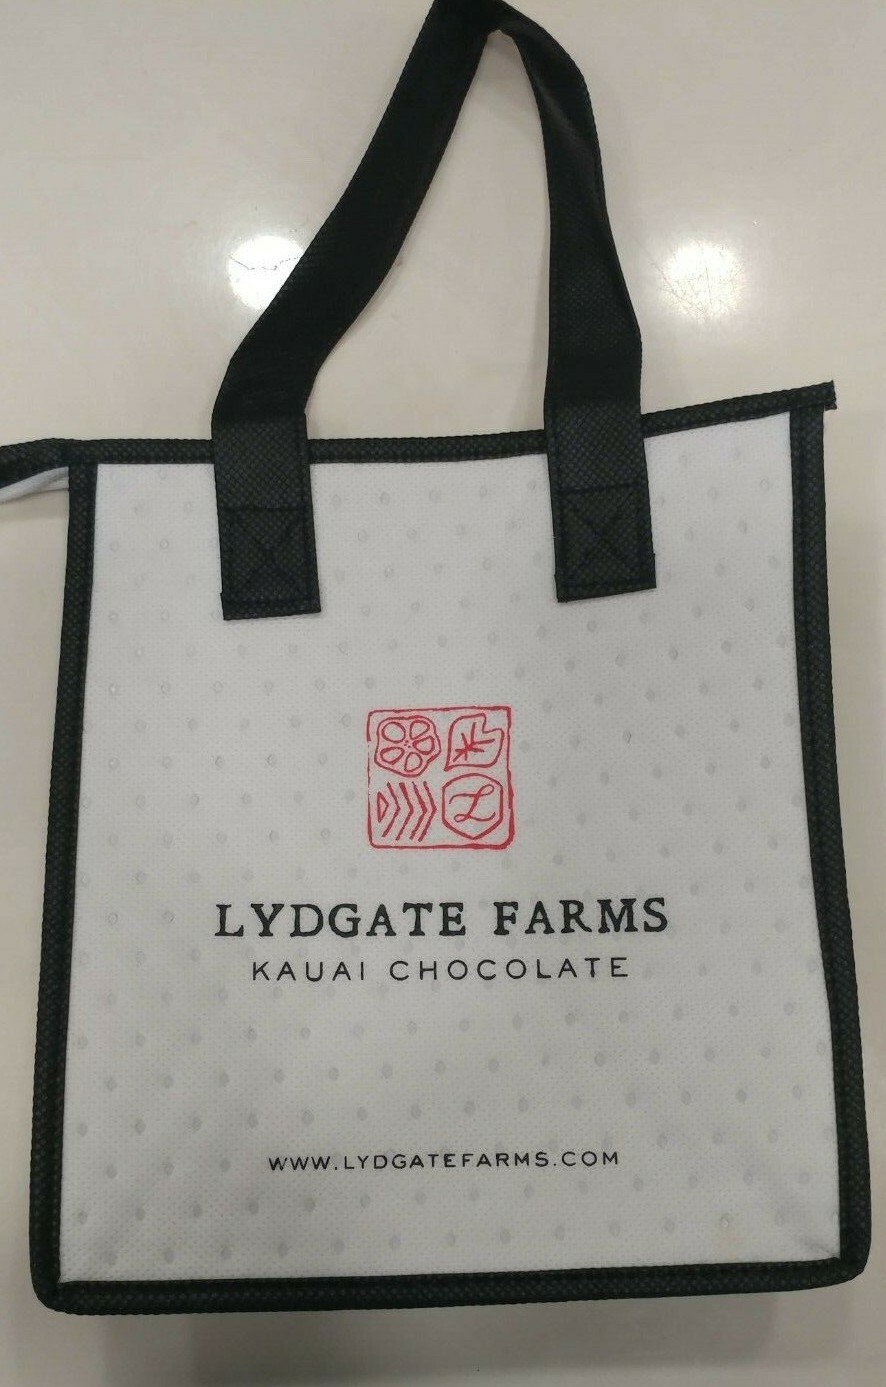 L
LYDGATE FARMS
KAUAI CHOCOLATE
WWW.LYDGATEFARMS.COM